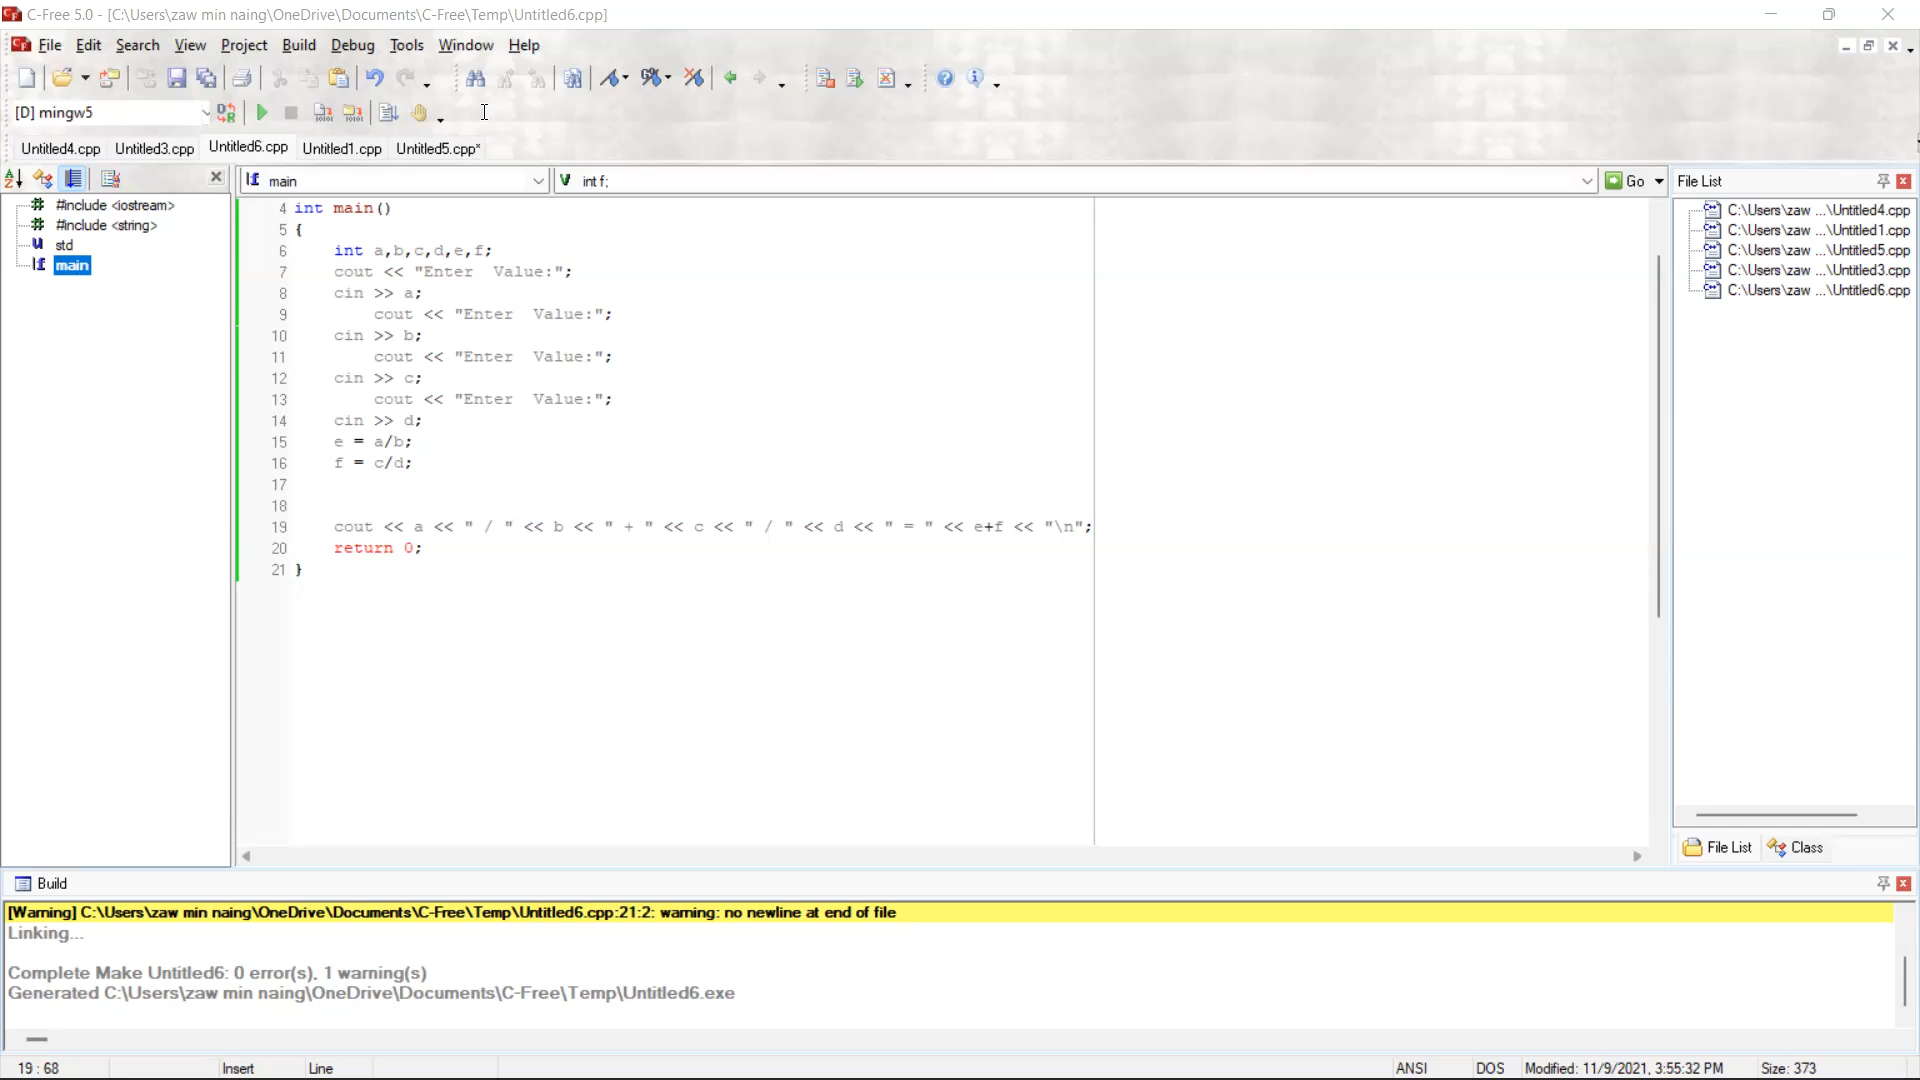 C-Free 5.0 - [C:\Users\zaw min naing\OneDrive\Documents\C-Free\Temp\Untitled6.cpp]
File Edit Search View Project Build Debug Tools Window Help
[D] mingw5
Untitled4.cpp Untitled3.cpp Untitled6.cpp Untitled1.cpp Untitled5.cpp*
main int f; Go File List
#include <iostream>
#include <string>
std
main
4 int main()
5 {
6 int a,b,c,d,e,f;
7 cout << "Enter  Value:";
8 cin >> a;
9 cout << "Enter  Value:";
10 cin >> b;
11 cout << "Enter  Value:";
12 cin >> c;
13 cout << "Enter  Value:";
14 cin >> d;
15 e = a/b;
16 f = c/d;
17
18
19 cout << a << " / " << b << " + " << c << " / " << d << " = " << e+f << "\n";
20 return 0;
21 }
C:\Users\zaw ...\Untitled4.cpp
C:\Users\zaw ...\Untitled1.cpp
C:\Users\zaw ...\Untitled5.cpp
C:\Users\zaw ...\Untitled3.cpp
C:\Users\zaw ...\Untitled6.cpp
File List Class
Build
[Warning] C:\Users\zaw min naing\OneDrive\Documents\C-Free\Temp\Untitled6.cpp:21:2: warning: no newline at end of file
Linking...
Complete Make Untitled6: 0 error(s), 1 warning(s)
Generated C:\Users\zaw min naing\OneDrive\Documents\C-Free\Temp\Untitled6.exe
19 : 68 Insert Line ANSI DOS Modified: 11/9/2021, 3:55:32 PM Size: 373